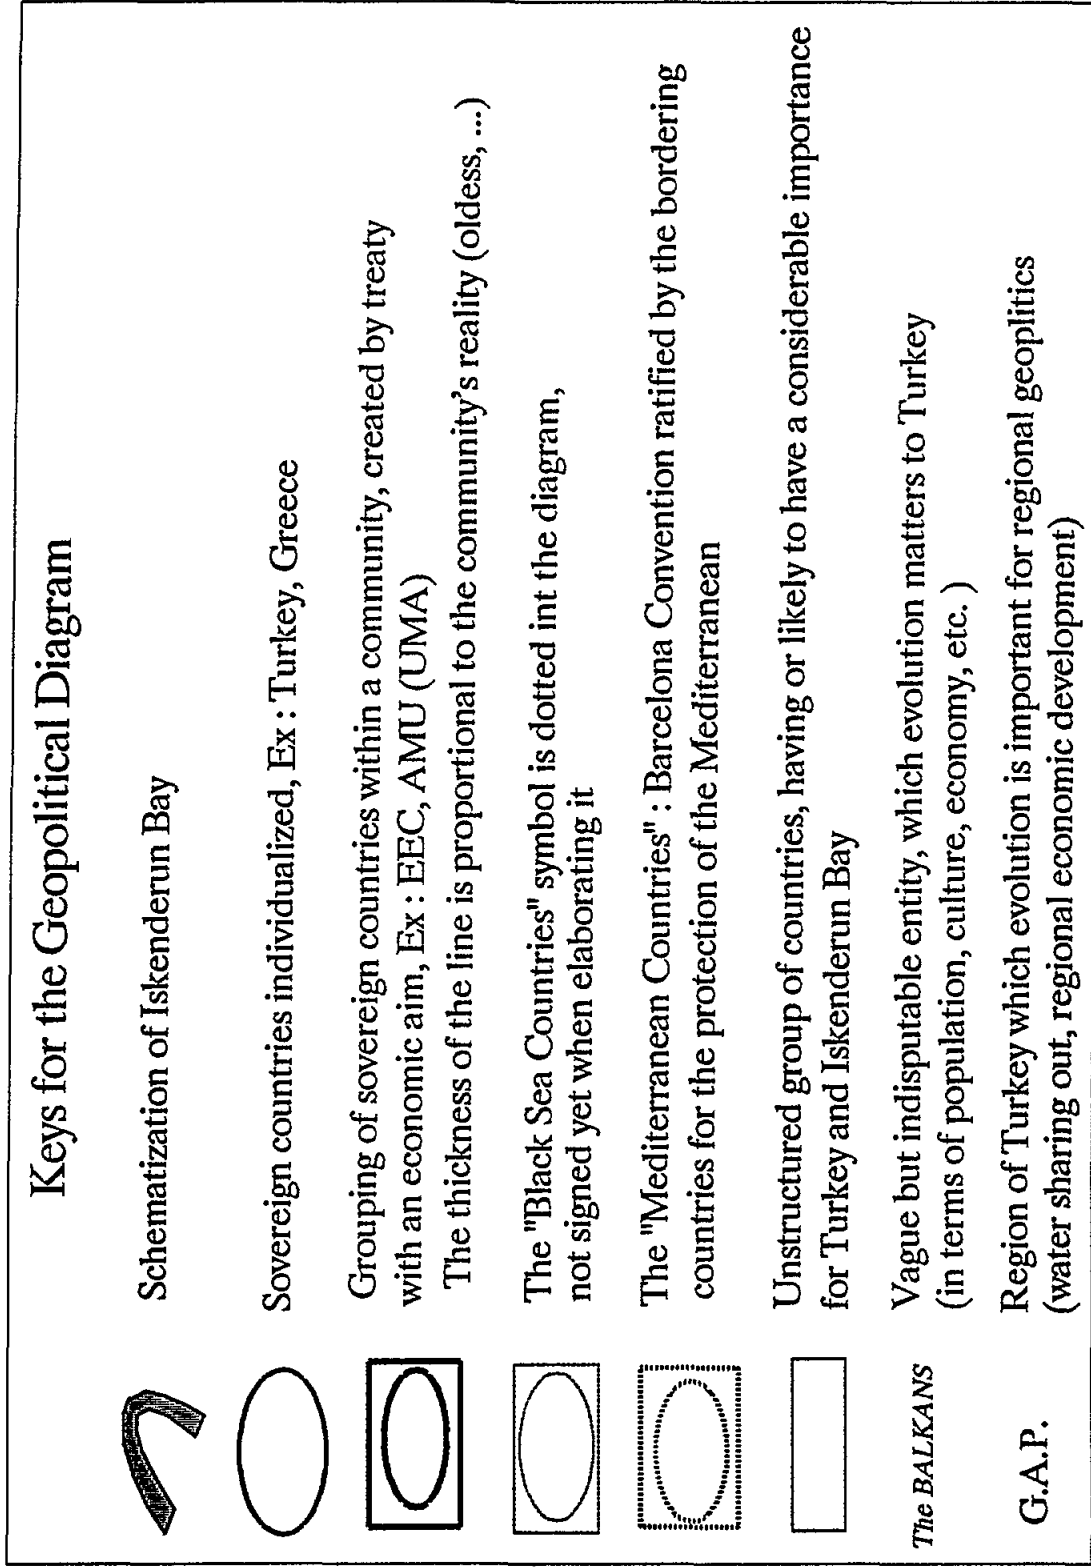 Keys for the Geopolitical Diagram
Schematization of Iskenderun Bay
Sovereign countries individualized, Ex : Turkey, Greece
Grouping of sovereign countries within a community, created by treaty
with an economic aim, Ex : EEC, AMU (UMA)
The thickness of the line is proportional to the community's reality (oldess, ...)
The "Black Sea Countries" symbol is dotted int the diagram,
not signed yet when elaborating it
The "Mediterranean Countries" : Barcelona Convention ratified by the bordering
countries for the protection of the Mediterranean
Unstructured group of countries, having or likely to have a considerable importance
for Turkey and Iskenderun Bay
The BALKANS
Vague but indisputable entity, which evolution matters to Turkey
(in terms of population, culture, economy, etc. )
G.A.P.
Region of Turkey which evolution is important for regional geoplitics
(water sharing out, regional economic development)